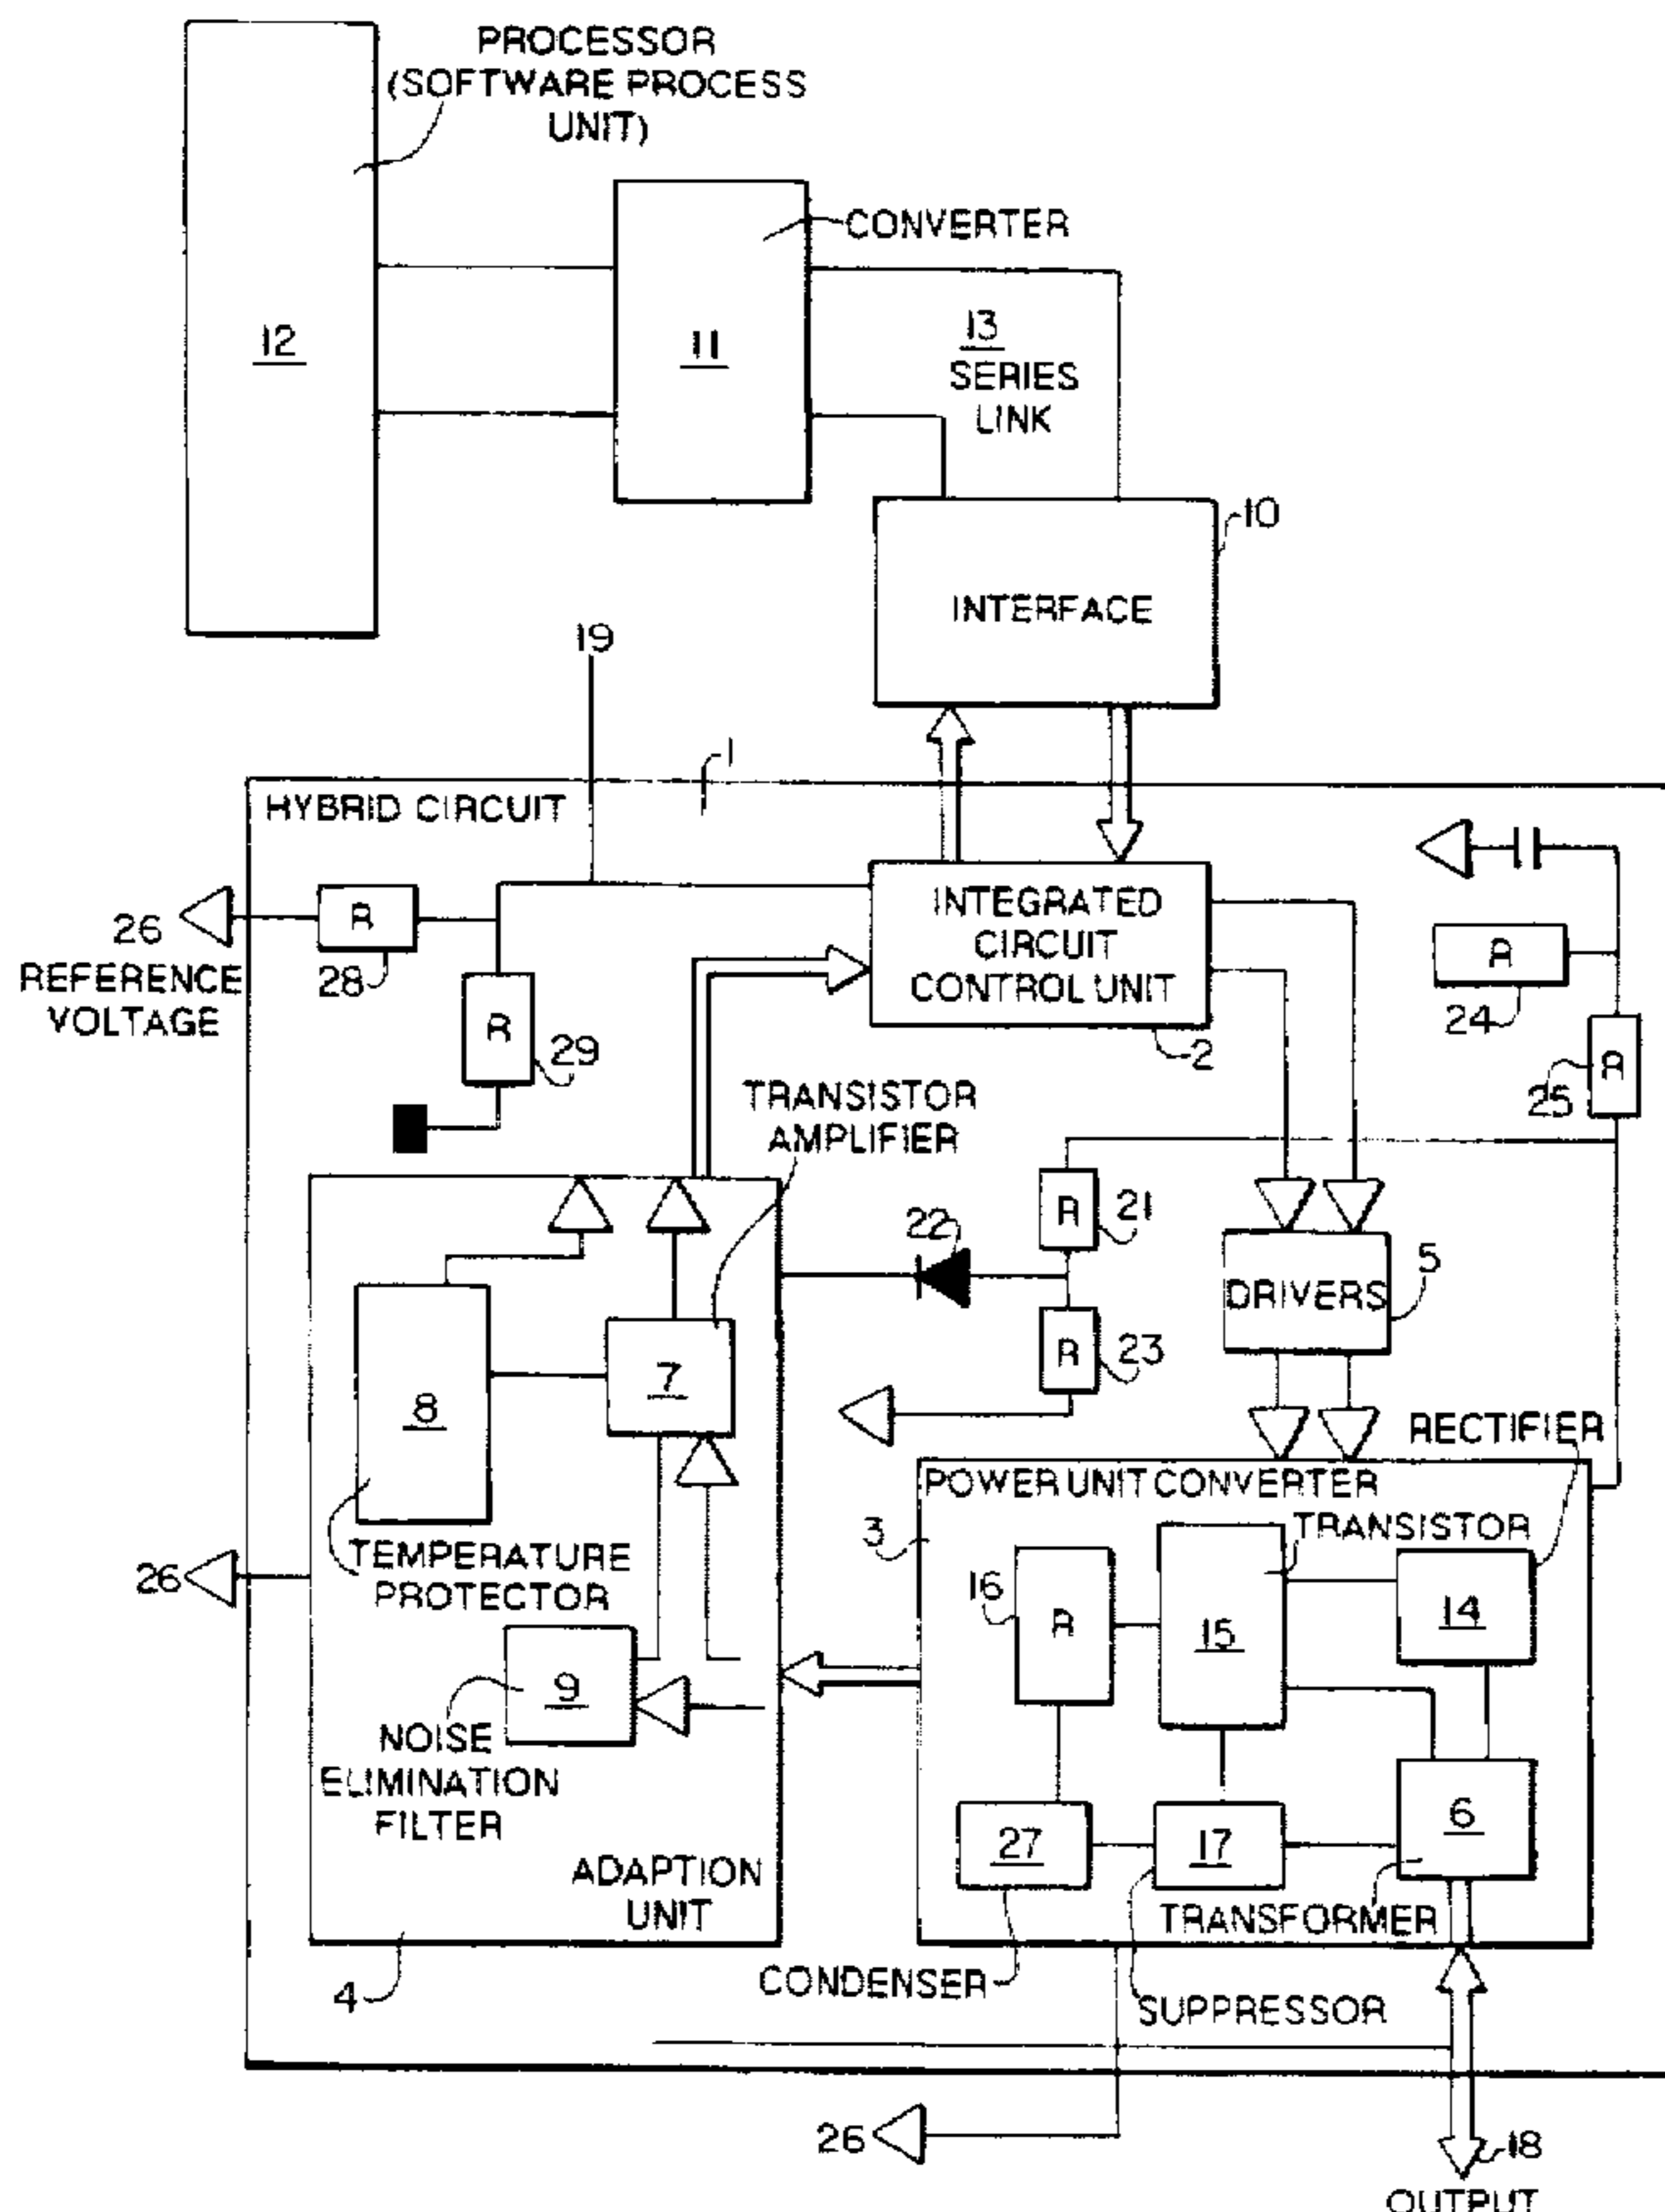 PROCESSOR
(SOFTWARE PROCESS
UNIT)
CONVERTER
12
11
13
SERIES
LINK
10
INTERFACE
19
1
HYBRID CIRCUIT
R
26
28
REFERENCE
VOLTAGE
R
29
INTEGRATED
CIRCUIT
CONTROL UNIT
2
R
24
R
25
TRANSISTOR
AMPLIFIER
R
21
22
R
23
DRIVERS
5
7
8
RECTIFIER
POWER UNIT CONVERTER
3
TRANSISTOR
26
TEMPERATURE
PROTECTOR
16
R
15
14
9
NOISE
ELIMINATION
FILTER
27
17
6
ADAPTION
UNIT
TRANSFORMER
4
CONDENSER
SUPPRESSOR
26
18
OUTPUT